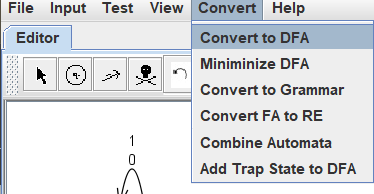 File Input Test View Convert Help
Editor
Convert to DFA
Miniminize DFA
Convert to Grammar
Convert FA to RE
Combine Automata
Add Trap State to DFA
1
0